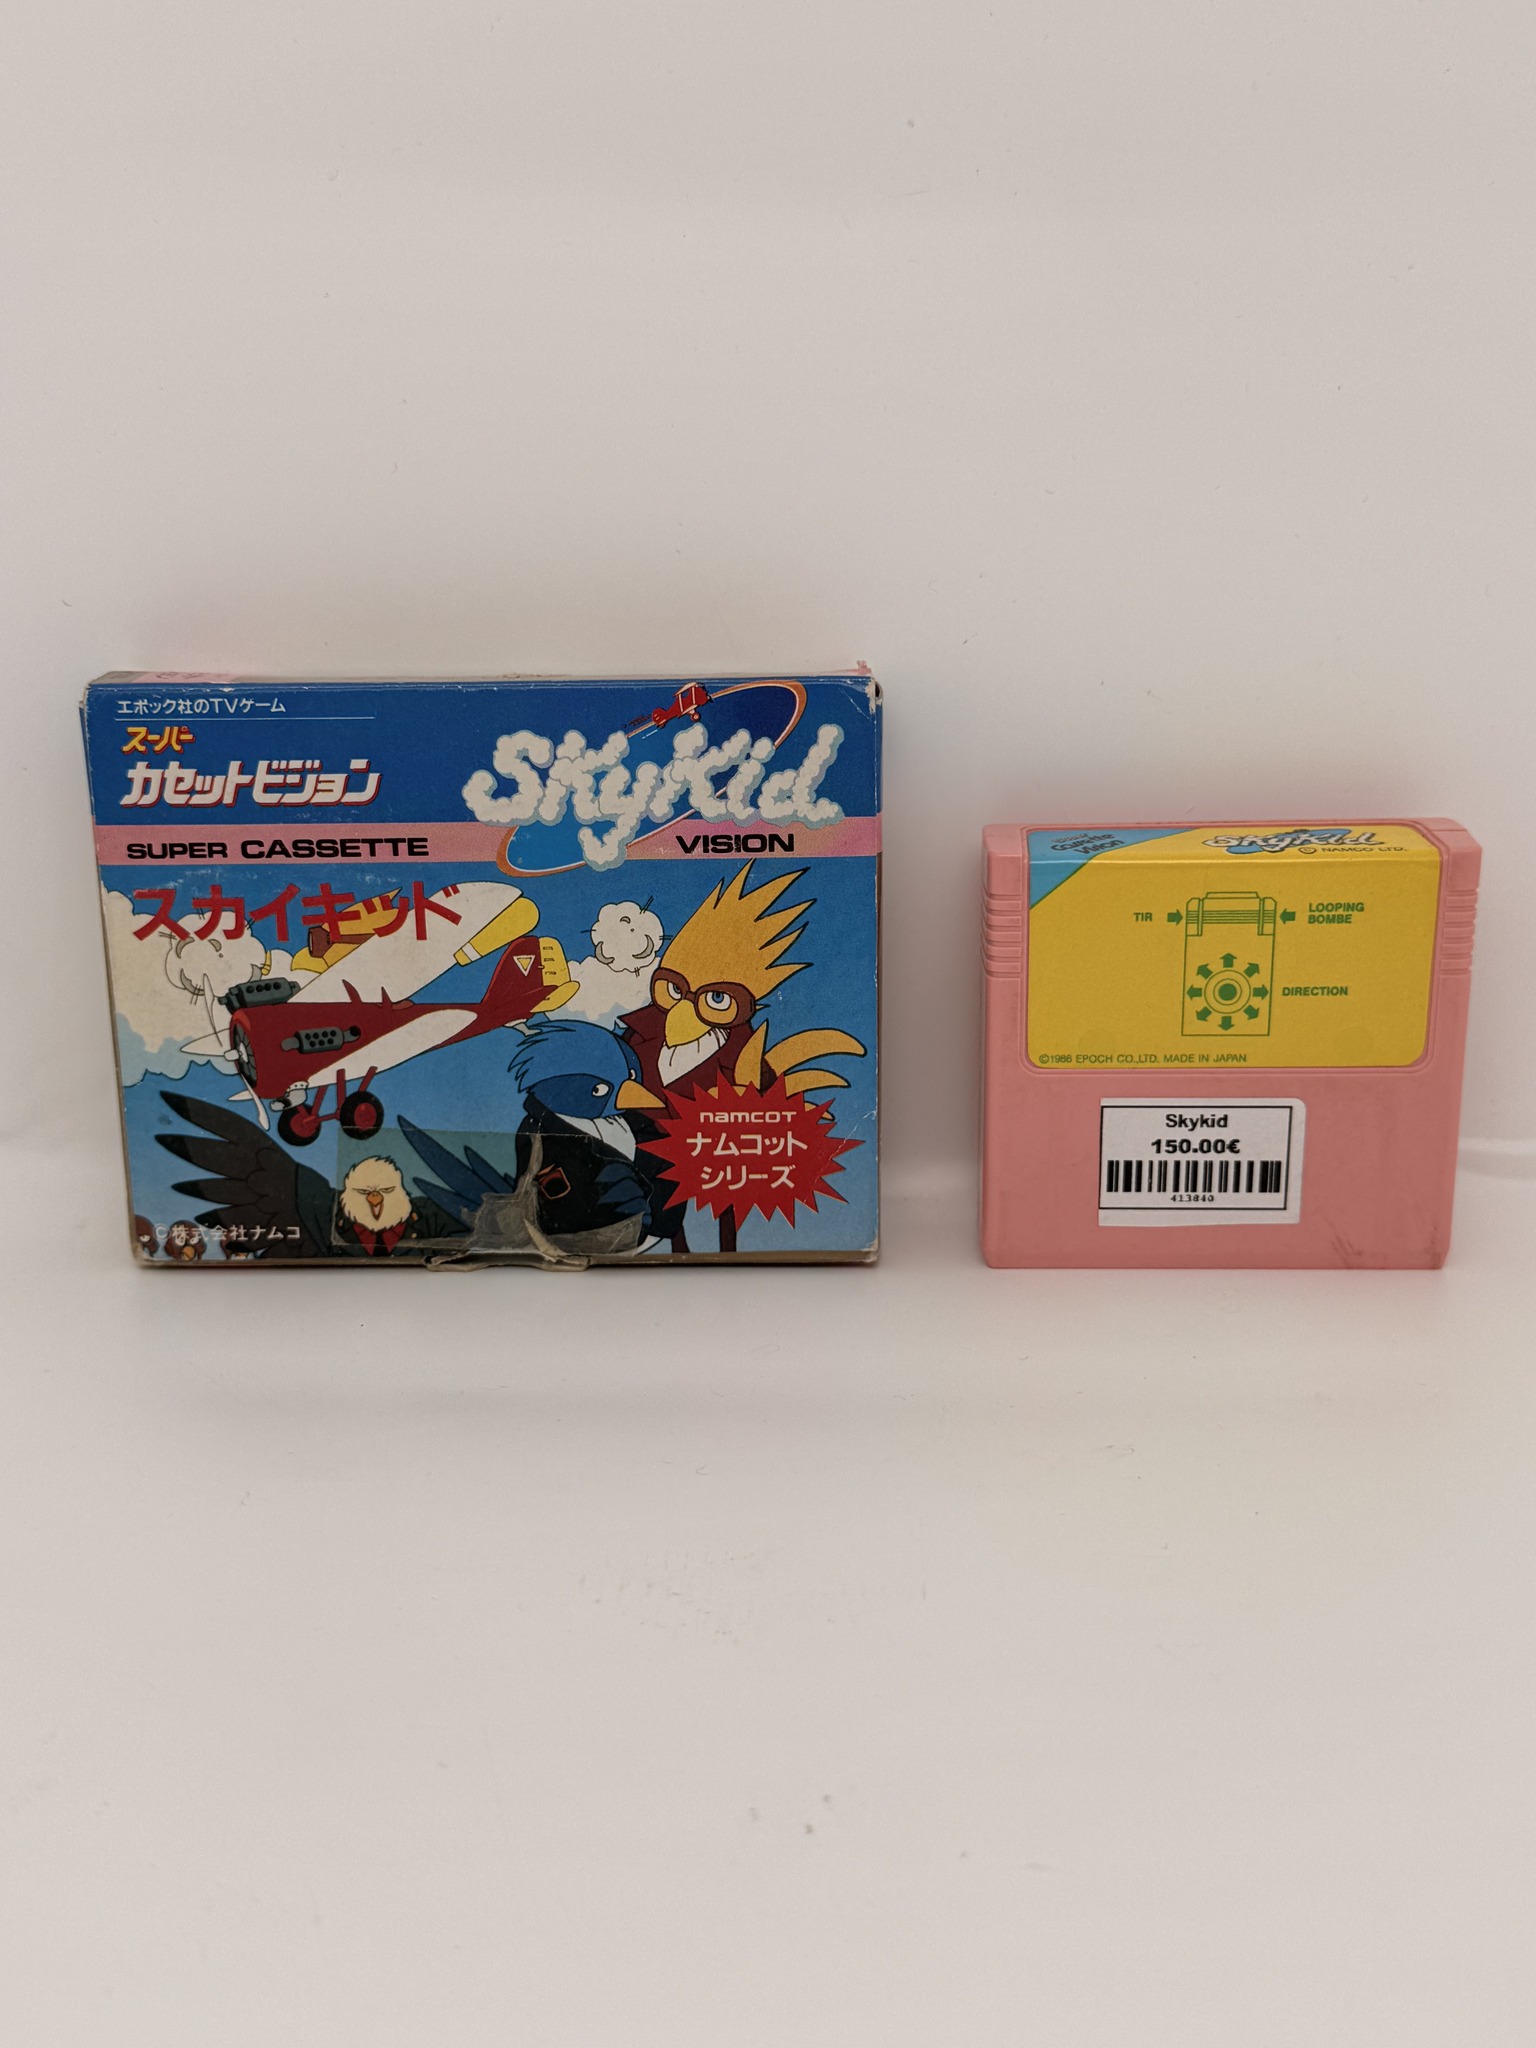 エポック社のTVゲーム
スーパー
カセットビジョン
SkyKid
SUPER CASSETTE VISION
スカイキッド
namcot
ナムコット
シリーズ
©株式会社ナムコ
SkyKid
© NAMCO LTD.
TIR
LOOPING
BOMBE
DIRECTION
©1986 EPOCH CO.,LTD. MADE IN JAPAN
Skykid
150.00€
413840